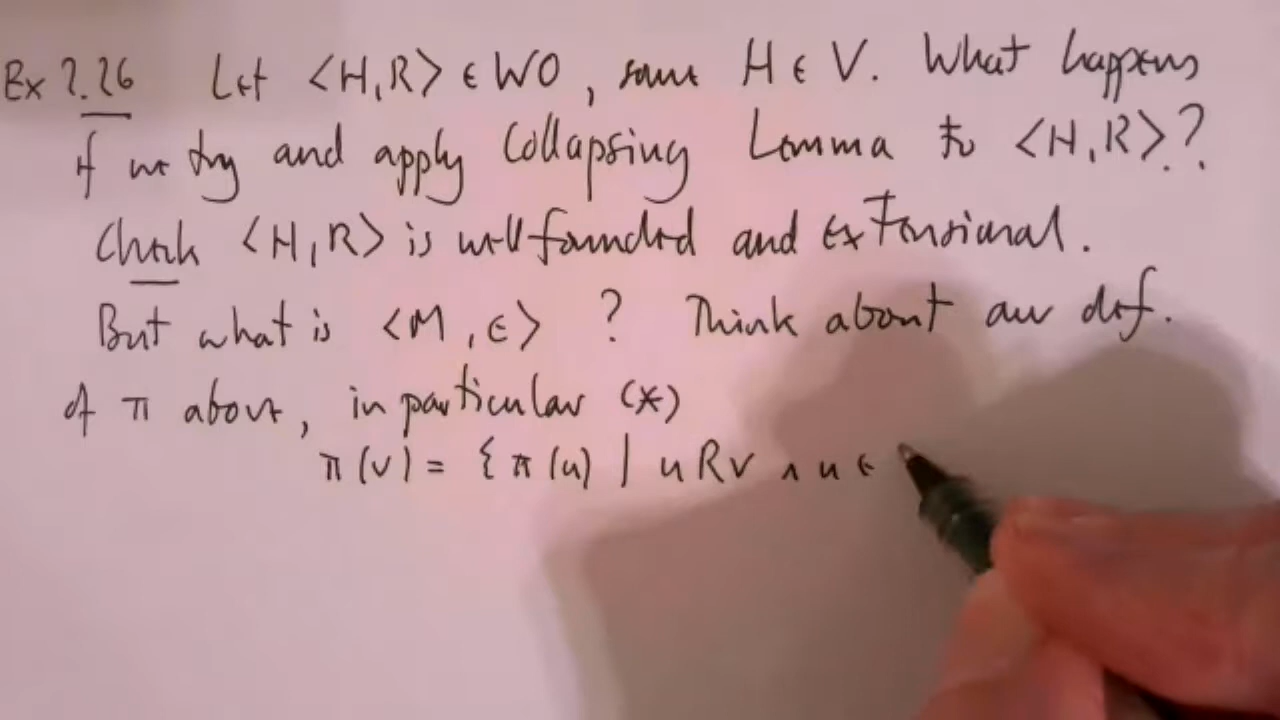 Ex 2.26 Let <H,R> ∈ WO, some H ∈ V. What happens
if we try and apply Collapsing Lemma to <H,R>?
Check <H,R> is wellfounded and extensional.
But what is <M,∈> ? Think about our def.
of π above, in particular (*)
π(v) = { π(u) | uRv ∧ u ∈